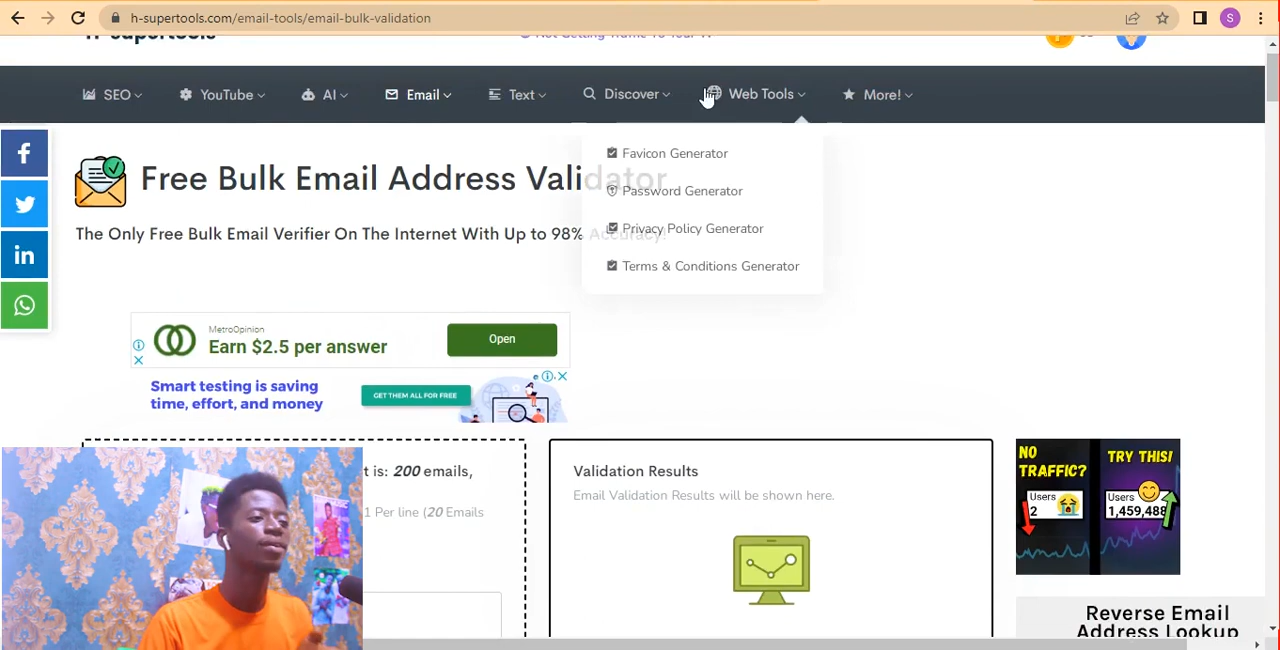 h-supertools.com/email-tools/email-bulk-validation
S
H-supertools
SEO
YouTube
AI
Email
Text
Discover
Web Tools
More!
Favicon Generator
Password Generator
Privacy Policy Generator
Terms & Conditions Generator
Free Bulk Email Address Validator
The Only Free Bulk Email Verifier On The Internet With Up to 98% Accuracy!
MetroOpinion
Earn $2.5 per answer
Open
Smart testing is saving
time, effort, and money
GET THEM ALL FOR FREE
t is: 200 emails,
1 Per line (20 Emails
Validation Results
Email Validation Results will be shown here.
NO
TRAFFIC?
Users
2
TRY THIS!
Users
1,459,488
Reverse Email
Address Lookup